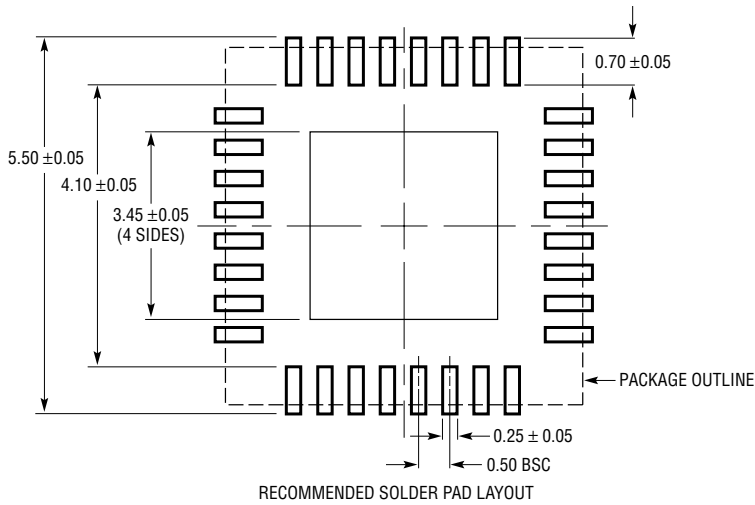 0.70 ±0.05
5.50 ±0.05
4.10 ±0.05
3.45 ±0.05
(4 SIDES)
PACKAGE OUTLINE
0.25 ± 0.05
0.50 BSC
RECOMMENDED SOLDER PAD LAYOUT